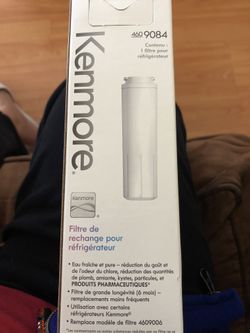 Kenmore®
460 9084
Contenu :
1 filtre pour
réfrigérateur
Kenmore
Filtre de
rechange pour
réfrigérateur
• Eau fraîche et pure – réduction du goût et
de l'odeur du chlore, réduction des quantités
de plomb, amiante, kystes, particules, et
PRODUITS PHARMACEUTIQUES*
• Filtre de grande longévité (6 mois) –
remplacements moins fréquents
• Utilisation avec certains
réfrigérateurs Kenmore®
• Remplace modèle de filtre 4609006